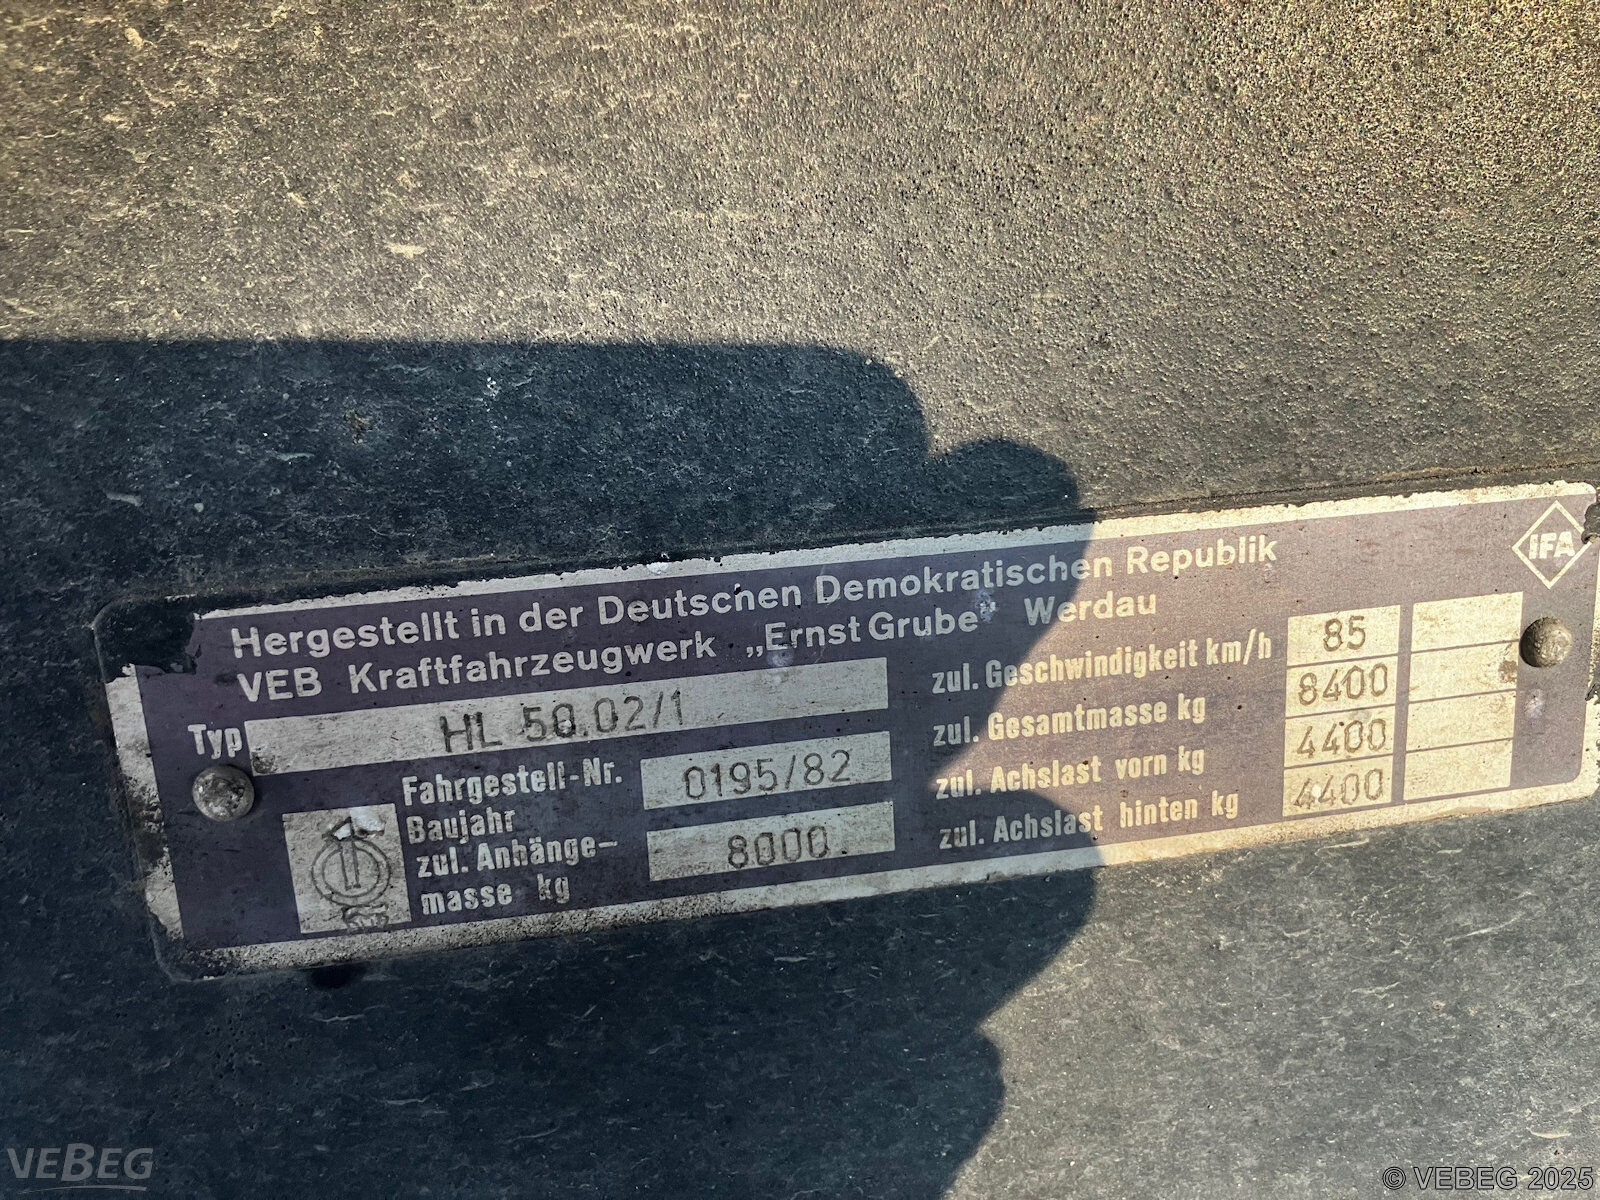 Hergestellt in der Deutschen Demokratischen Republik
VEB Kraftfahrzeugwerk „Ernst Grube" Werdau
IFA
Typ HL 50.02/1
Fahrgestell-Nr. 0195/82
Baujahr
zul. Anhänge-
masse kg 8000
zul. Geschwindigkeit km/h 85
zul. Gesamtmasse kg 8400
zul. Achslast vorn kg 4400
zul. Achslast hinten kg 4400
VEBEG
© VEBEG 2025